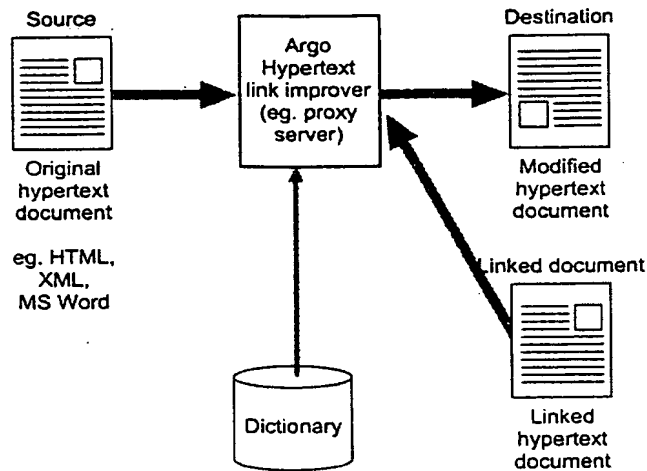 Source
Original
hypertext
document
eg. HTML,
XML,
MS Word
Argo
Hypertext
link improver
(eg. proxy
server)
Dictionary
Destination
Modified
hypertext
document
Linked document
Linked
hypertext
document